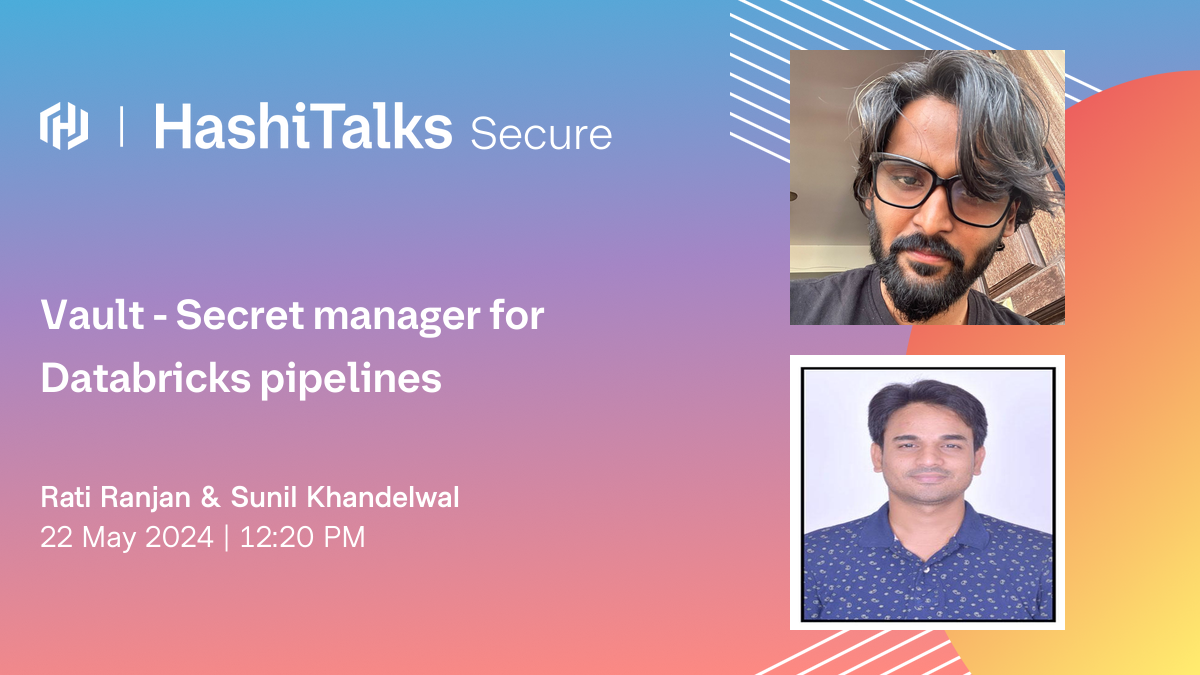 HashiTalks Secure
Vault - Secret manager for
Databricks pipelines
Rati Ranjan & Sunil Khandelwal
22 May 2024 | 12:20 PM